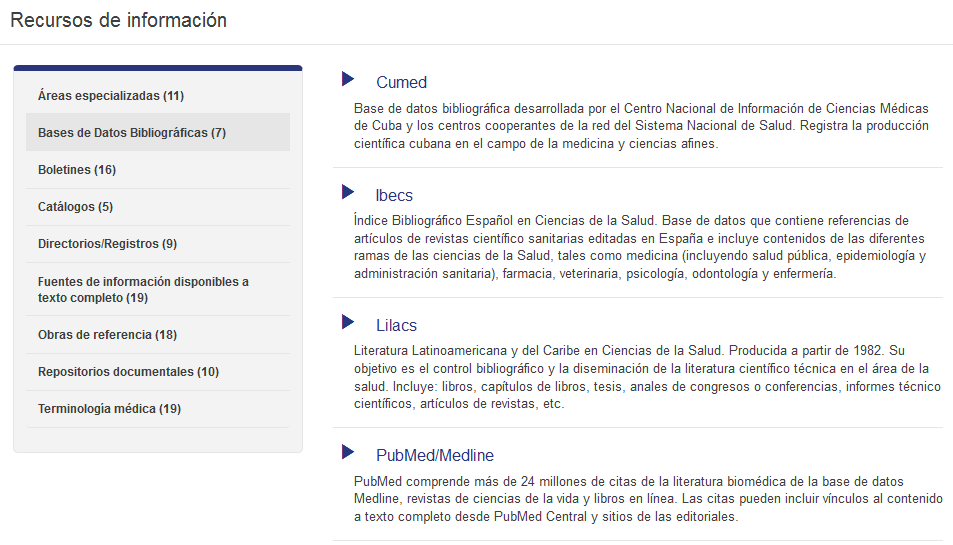 Recursos de información
Áreas especializadas (11)
Bases de Datos Bibliográficas (7)
Boletines (16)
Catálogos (5)
Directorios/Registros (9)
Fuentes de información disponibles a
texto completo (19)
Obras de referencia (18)
Repositorios documentales (10)
Terminología médica (19)
Cumed
Base de datos bibliográfica desarrollada por el Centro Nacional de Información de Ciencias Médicas
de Cuba y los centros cooperantes de la red del Sistema Nacional de Salud. Registra la producción
científica cubana en el campo de la medicina y ciencias afines.
Ibecs
Índice Bibliográfico Español en Ciencias de la Salud. Base de datos que contiene referencias de
artículos de revistas científico sanitarias editadas en España e incluye contenidos de las diferentes
ramas de las ciencias de la Salud, tales como medicina (incluyendo salud pública, epidemiología y
administración sanitaria), farmacia, veterinaria, psicología, odontología y enfermería.
Lilacs
Literatura Latinoamericana y del Caribe en Ciencias de la Salud. Producida a partir de 1982. Su
objetivo es el control bibliográfico y la diseminación de la literatura científico técnica en el área de la
salud. Incluye: libros, capítulos de libros, tesis, anales de congresos o conferencias, informes técnico
científicos, artículos de revistas, etc.
PubMed/Medline
PubMed comprende más de 24 millones de citas de la literatura biomédica de la base de datos
Medline, revistas de ciencias de la vida y libros en línea. Las citas pueden incluir vínculos al contenido
a texto completo desde PubMed Central y sitios de las editoriales.